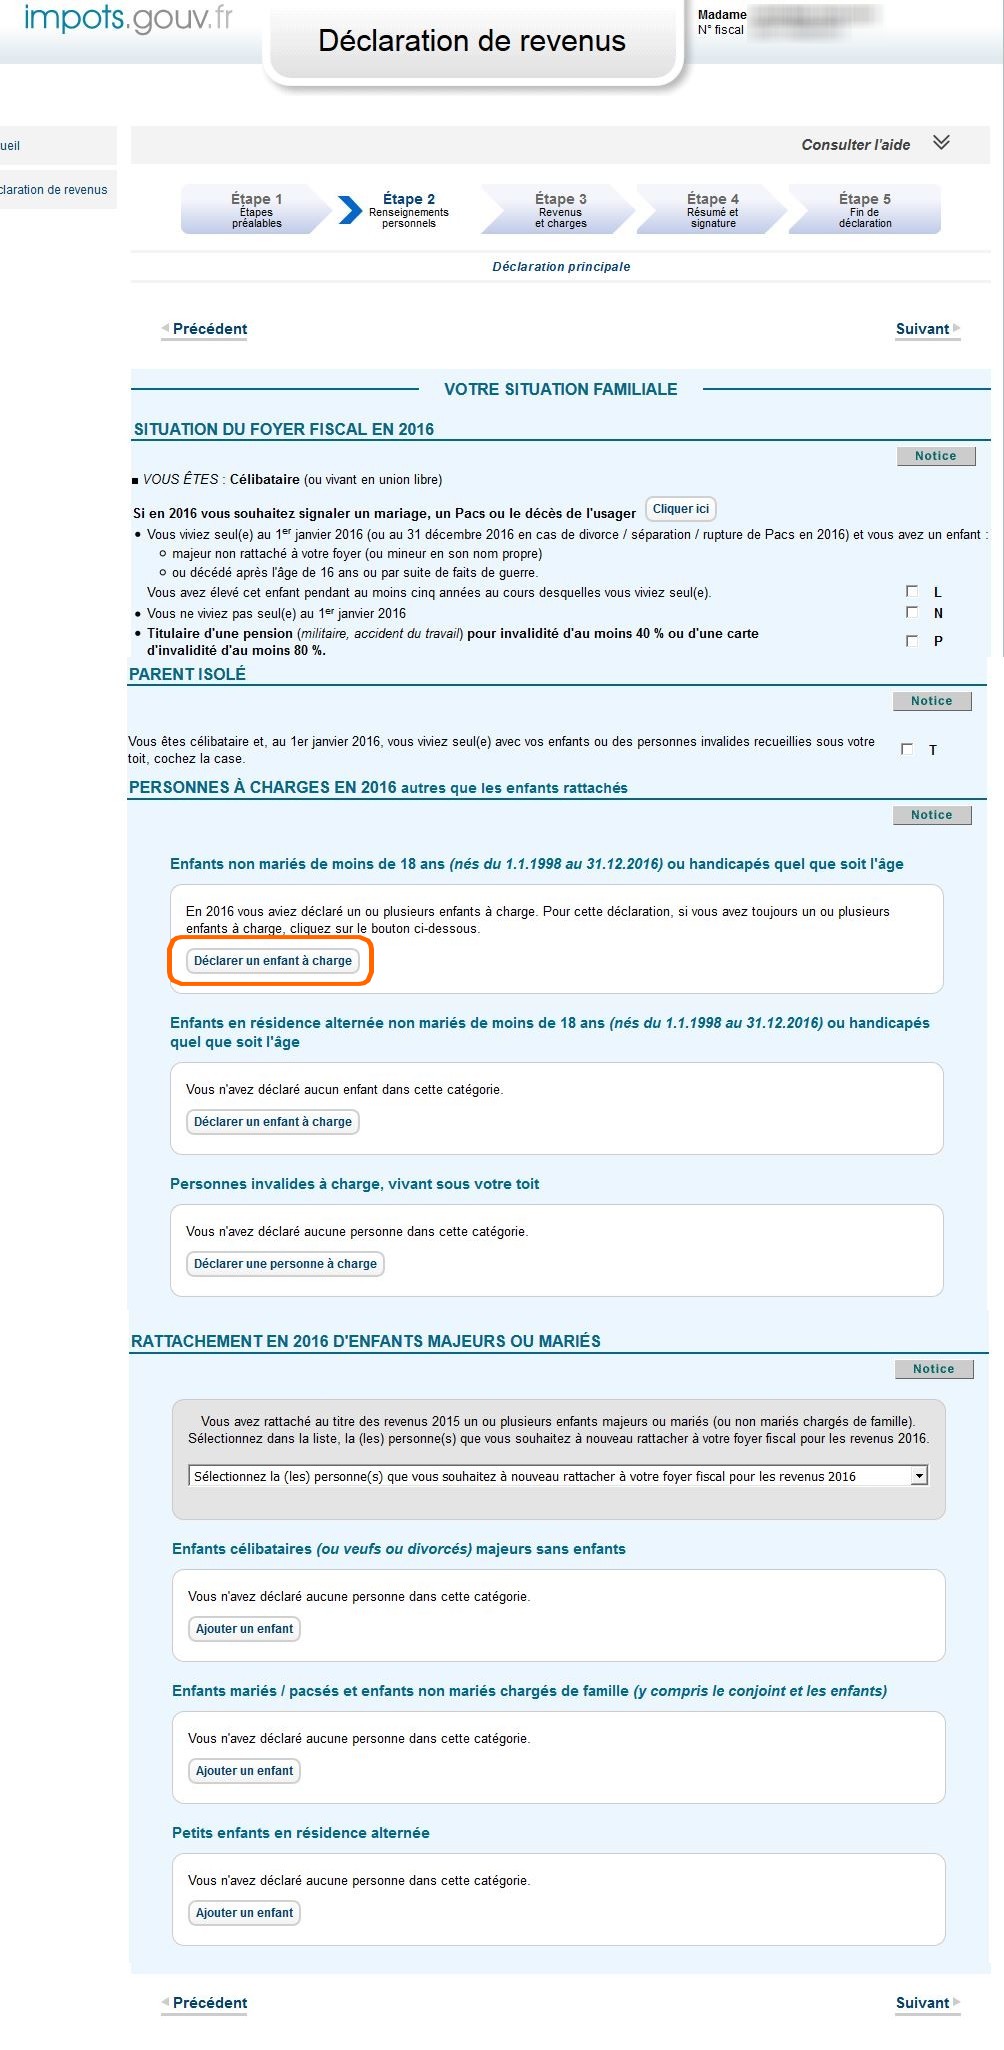 impots.gouv.fr
Déclaration de revenus
Madame
N° fiscal
ueil
claration de revenus
Consulter l'aide
Étape 1
Étapes
préalables
Étape 2
Renseignements
personnels
Étape 3
Revenus
et charges
Étape 4
Résumé et
signature
Étape 5
Fin de
déclaration
Déclaration principale
Précédent
Suivant
VOTRE SITUATION FAMILIALE
SITUATION DU FOYER FISCAL EN 2016
Notice
VOUS ÊTES : Célibataire (ou vivant en union libre)
Si en 2016 vous souhaitez signaler un mariage, un Pacs ou le décès de l'usager Cliquer ici
• Vous viviez seul(e) au 1er janvier 2016 (ou au 31 décembre 2016 en cas de divorce / séparation / rupture de Pacs en 2016) et vous avez un enfant :
majeur non rattaché à votre foyer (ou mineur en son nom propre)
ou décédé après l'âge de 16 ans ou par suite de faits de guerre.
Vous avez élevé cet enfant pendant au moins cinq années au cours desquelles vous viviez seul(e). L
• Vous ne viviez pas seul(e) au 1er janvier 2016 N
• Titulaire d'une pension (militaire, accident du travail) pour invalidité d'au moins 40 % ou d'une carte
d'invalidité d'au moins 80 %. P
PARENT ISOLÉ
Notice
Vous êtes célibataire et, au 1er janvier 2016, vous viviez seul(e) avec vos enfants ou des personnes invalides recueillies sous votre
toit, cochez la case. T
PERSONNES À CHARGES EN 2016 autres que les enfants rattachés
Notice
Enfants non mariés de moins de 18 ans (nés du 1.1.1998 au 31.12.2016) ou handicapés quel que soit l'âge
En 2016 vous aviez déclaré un ou plusieurs enfants à charge. Pour cette déclaration, si vous avez toujours un ou plusieurs
enfants à charge, cliquez sur le bouton ci-dessous.
Déclarer un enfant à charge
Enfants en résidence alternée non mariés de moins de 18 ans (nés du 1.1.1998 au 31.12.2016) ou handicapés
quel que soit l'âge
Vous n'avez déclaré aucun enfant dans cette catégorie.
Déclarer un enfant à charge
Personnes invalides à charge, vivant sous votre toit
Vous n'avez déclaré aucune personne dans cette catégorie.
Déclarer une personne à charge
RATTACHEMENT EN 2016 D'ENFANTS MAJEURS OU MARIÉS
Notice
Vous avez rattaché au titre des revenus 2015 un ou plusieurs enfants majeurs ou mariés (ou non mariés chargés de famille).
Sélectionnez dans la liste, la (les) personne(s) que vous souhaitez à nouveau rattacher à votre foyer fiscal pour les revenus 2016.
Sélectionnez la (les) personne(s) que vous souhaitez à nouveau rattacher à votre foyer fiscal pour les revenus 2016
Enfants célibataires (ou veufs ou divorcés) majeurs sans enfants
Vous n'avez déclaré aucune personne dans cette catégorie.
Ajouter un enfant
Enfants mariés / pacsés et enfants non mariés chargés de famille (y compris le conjoint et les enfants)
Vous n'avez déclaré aucune personne dans cette catégorie.
Ajouter un enfant
Petits enfants en résidence alternée
Vous n'avez déclaré aucune personne dans cette catégorie.
Ajouter un enfant
Précédent
Suivant